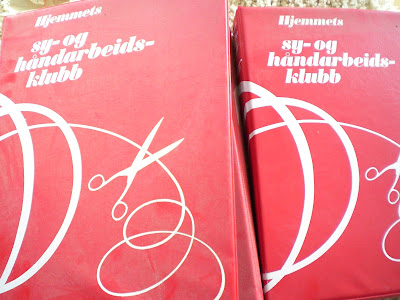 Hjemmets
sy- og
håndarbeids-
klubb
Hjemmets
sy- og
håndarbeids-
klubb